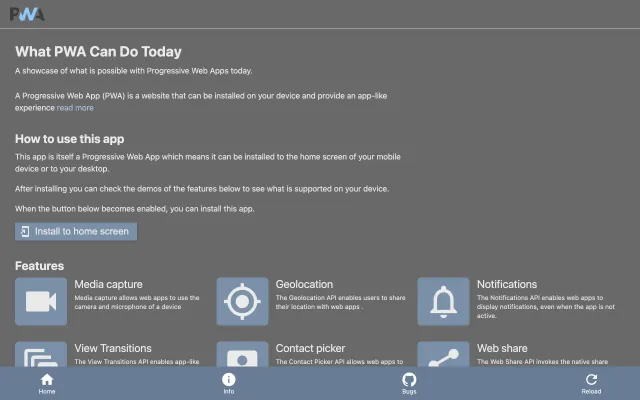 PWA
What PWA Can Do Today
A showcase of what is possible with Progressive Web Apps today.
A Progressive Web App (PWA) is a website that can be installed on your device and provide an app-like
experience read more
How to use this app
This app is itself a Progressive Web App which means it can be installed to the home screen of your mobile
device or to your desktop.
After installing you can check the demos of the features below to see what is supported on your device.
When the button below becomes enabled, you can install this app.
Install to home screen
Features
Media capture
Media capture allows web apps to use the
camera and microphone of a device
Geolocation
The Geolocation API enables users to share
their location with web apps .
Notifications
The Notifications API enables web apps to
display notifications, even when the app is not
active.
View Transitions
The View Transitions API enables app-like
Contact picker
The Contact Picker API allows web apps to
Web share
The Web Share API invokes the native share
Home
Info
Bugs
Reload